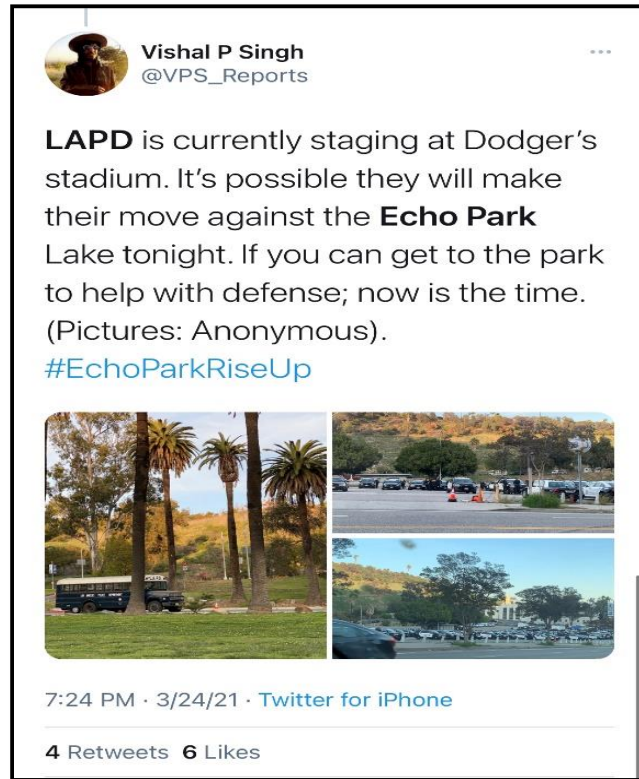 Vishal P Singh
@VPS_Reports
LAPD is currently staging at Dodger's
stadium. It's possible they will make
their move against the Echo Park
Lake tonight. If you can get to the park
to help with defense; now is the time.
(Pictures: Anonymous).
#EchoParkRiseUp
7:24 PM · 3/24/21 · Twitter for iPhone
4 Retweets 6 Likes